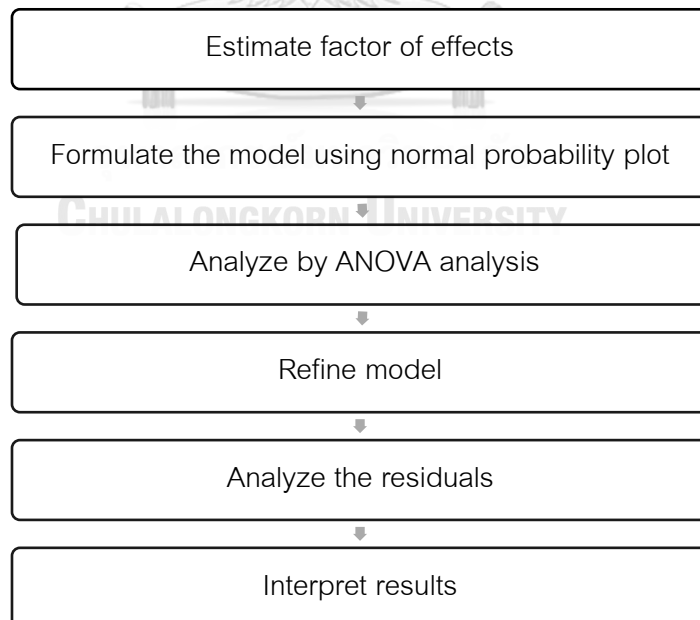 Estimate factor of effects
Formulate the model using normal probability plot
CHULALONGKORN UNIVERSITY
Analyze by ANOVA analysis
Refine model
Analyze the residuals
Interpret results